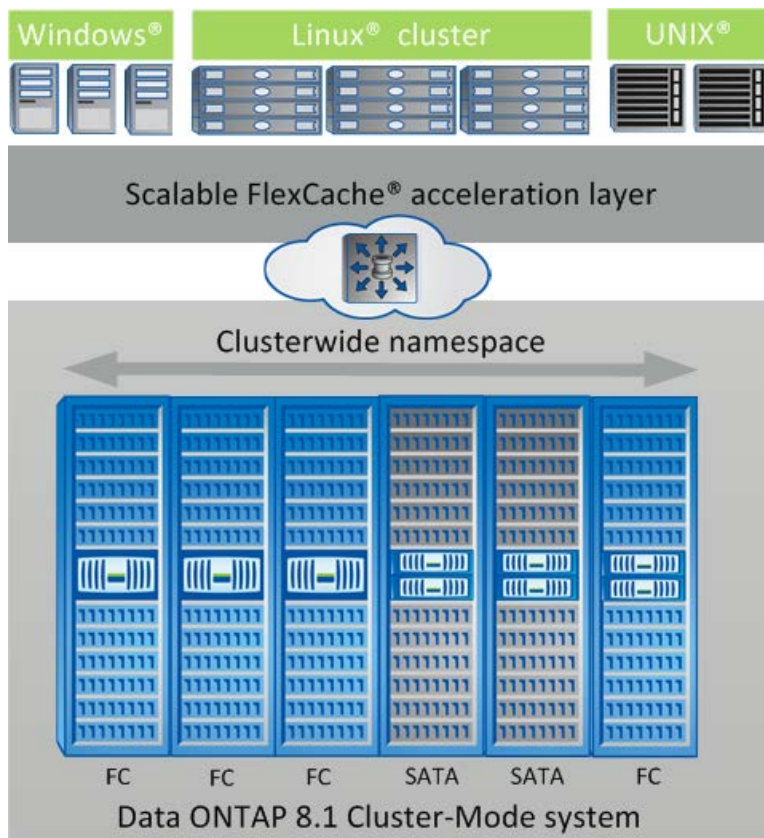 Windows® Linux® cluster UNIX®
Scalable FlexCache® acceleration layer
Clusterwide namespace
FC FC FC SATA SATA FC
Data ONTAP 8.1 Cluster-Mode system